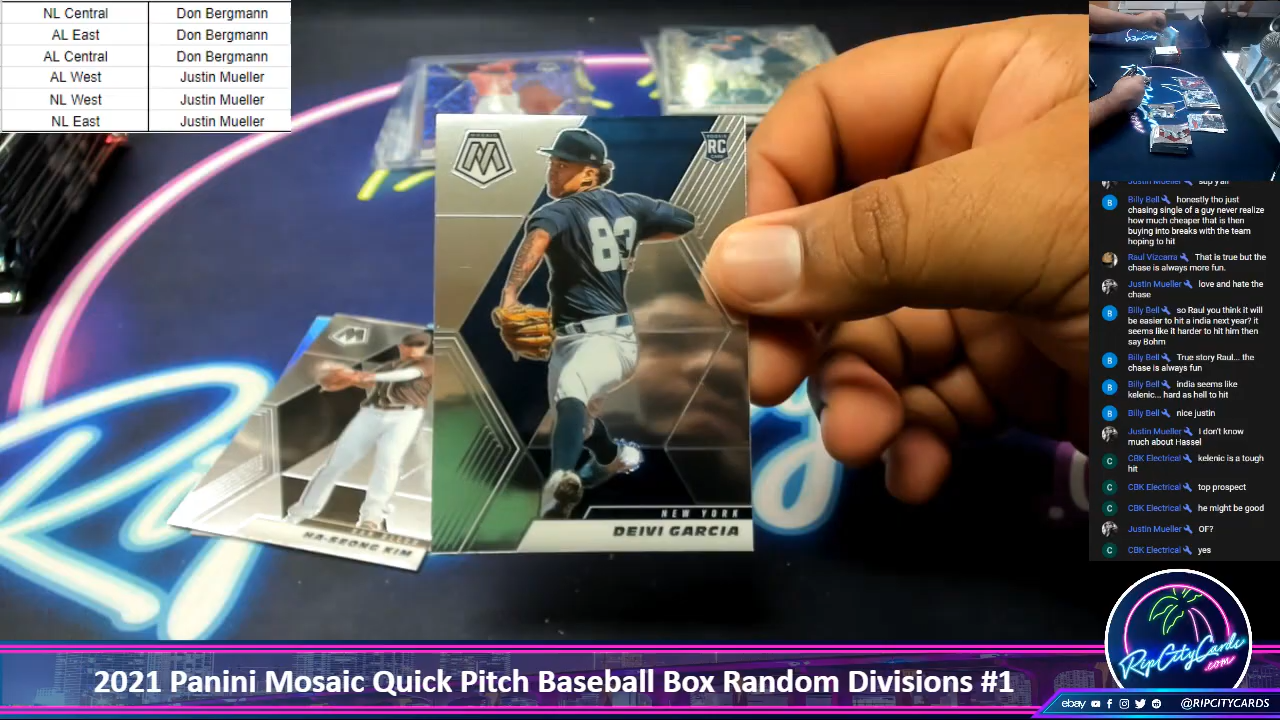 NL Central Don Bergmann
AL East Don Bergmann
AL Central Don Bergmann
AL West Justin Mueller
NL West Justin Mueller
NL East Justin Mueller
MOSAIC
RC
83
NEW YORK
DEIVI GARCIA
HA-SEONG KIM
Justin Mueller sup y'all
Billy Bell honestly tho just
chasing single of a guy never realize
how much cheaper that is then
buying into breaks with the team
hoping to hit
Raul Vizcarra That is true but the
chase is always more fun.
Justin Mueller love and hate the
chase
Billy Bell so Raul you think it will
be easier to hit a india next year? it
seems like it harder to hit him then
say Bohm
Billy Bell True story Raul... the
chase is always fun
Billy Bell india seems like
kelenic... hard as hell to hit
Billy Bell nice justin
Justin Mueller I don't know
much about Hassel
CBK Electrical kelenic is a tough
hit
CBK Electrical top prospect
CBK Electrical he might be good
Justin Mueller OF?
CBK Electrical yes
RipCityCards
.com
2021 Panini Mosaic Quick Pitch Baseball Box Random Divisions #1
ebay @RIPCITYCARDS